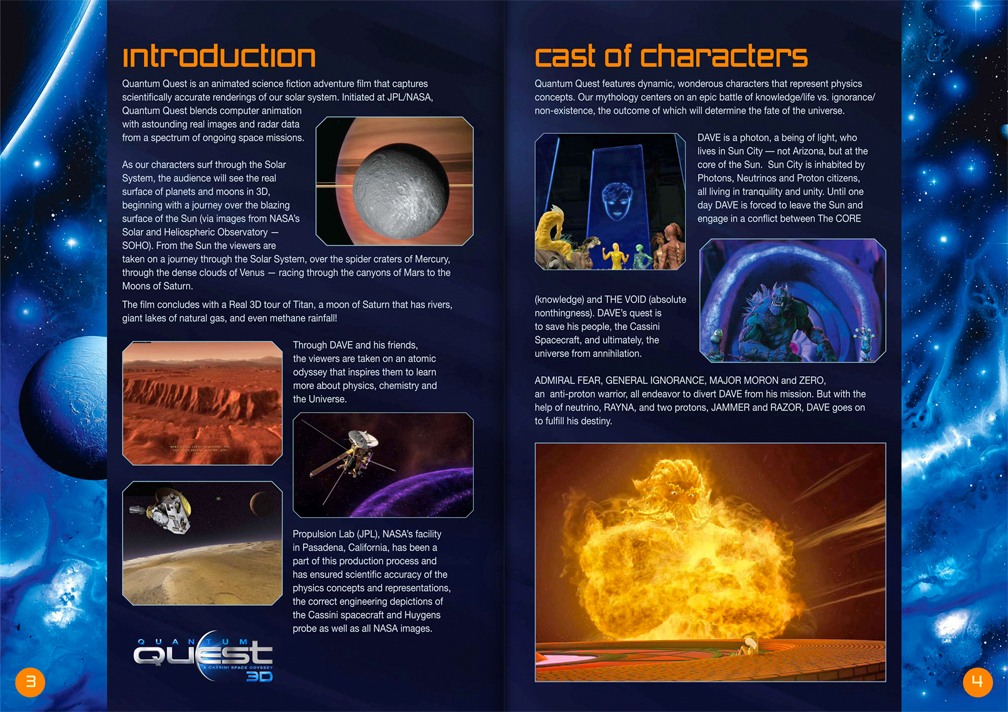 introduction
Quantum Quest is an animated science fiction adventure film that captures
scientifically accurate renderings of our solar system. Initiated at JPL/NASA,
Quantum Quest blends computer animation
with astounding real images and radar data
from a spectrum of ongoing space missions.
As our characters surf through the Solar
System, the audience will see the real
surface of planets and moons in 3D,
beginning with a journey over the blazing
surface of the Sun (via images from NASA's
Solar and Heliospheric Observatory —
SOHO). From the Sun the viewers are
taken on a journey through the Solar System, over the spider craters of Mercury,
through the dense clouds of Venus — racing through the canyons of Mars to the
Moons of Saturn.
The film concludes with a Real 3D tour of Titan, a moon of Saturn that has rivers,
giant lakes of natural gas, and even methane rainfall!
Through DAVE and his friends,
the viewers are taken on an atomic
odyssey that inspires them to learn
more about physics, chemistry and
the Universe.
Propulsion Lab (JPL), NASA's facility
in Pasadena, California, has been a
part of this production process and
has ensured scientific accuracy of the
physics concepts and representations,
the correct engineering depictions of
the Cassini spacecraft and Huygens
probe as well as all NASA images.
QUANTUM
QUEST
A CASSINI SPACE ODYSSEY
3D
3
cast of characters
Quantum Quest features dynamic, wonderous characters that represent physics
concepts. Our mythology centers on an epic battle of knowledge/life vs. ignorance/
non-existence, the outcome of which will determine the fate of the universe.
DAVE is a photon, a being of light, who
lives in Sun City — not Arizona, but at the
core of the Sun. Sun City is inhabited by
Photons, Neutrinos and Proton citizens,
all living in tranquility and unity. Until one
day DAVE is forced to leave the Sun and
engage in a conflict between The CORE
(knowledge) and THE VOID (absolute
nonthingness). DAVE's quest is
to save his people, the Cassini
Spacecraft, and ultimately, the
universe from annihilation.
ADMIRAL FEAR, GENERAL IGNORANCE, MAJOR MORON and ZERO,
an anti-proton warrior, all endeavor to divert DAVE from his mission. But with the
help of neutrino, RAYNA, and two protons, JAMMER and RAZOR, DAVE goes on
to fulfill his destiny.
4